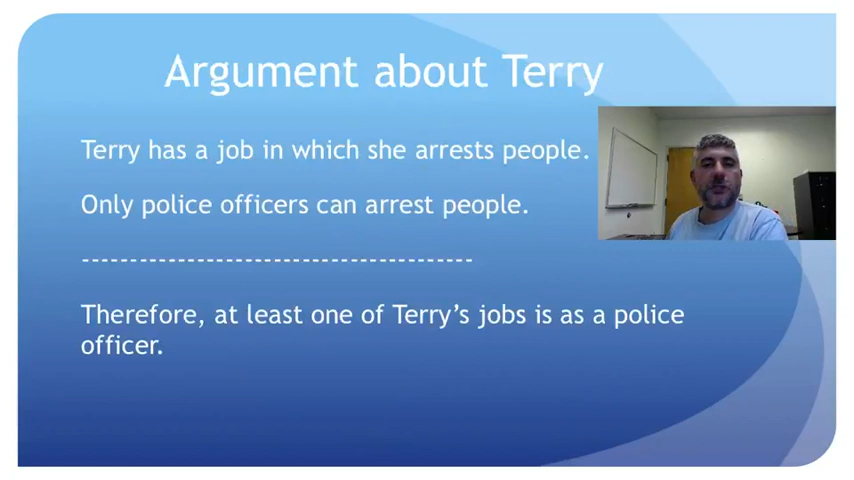 Argument about Terry
Terry has a job in which she arrests people.
Only police officers can arrest people.
-----------------------------------------
Therefore, at least one of Terry’s jobs is as a police
officer.